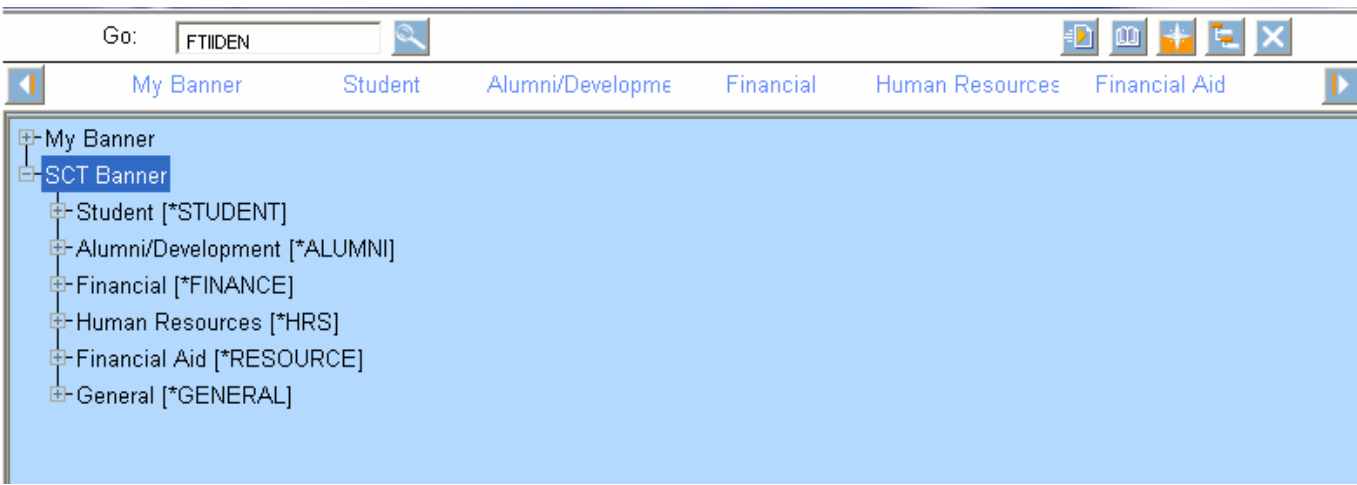 Go: FTIIDEN
My Banner Student Alumni/Developme Financial Human Resources Financial Aid
My Banner
SCT Banner
Student [*STUDENT]
Alumni/Development [*ALUMNI]
Financial [*FINANCE]
Human Resources [*HRS]
Financial Aid [*RESOURCE]
General [*GENERAL]